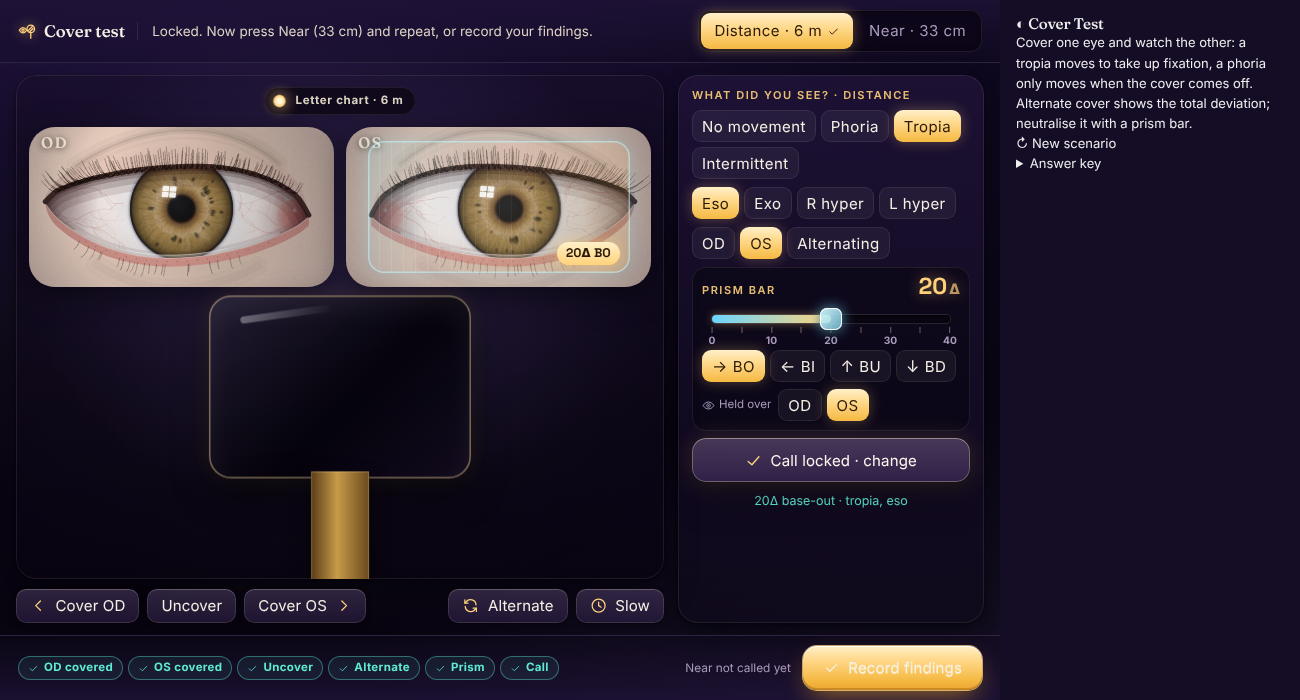 Cover test
Locked. Now press Near (33 cm) and repeat, or record your findings.
Distance · 6 m ✓
Near · 33 cm
Letter chart · 6 m
OD
OS
20Δ BO
WHAT DID YOU SEE? · DISTANCE
No movement
Phoria
Tropia
Intermittent
Eso
Exo
R hyper
L hyper
OD
OS
Alternating
PRISM BAR
20Δ
0 10 20 30 40
→ BO
← BI
↑ BU
↓ BD
Held over
OD
OS
✓ Call locked · change
20Δ base-out · tropia, eso
Cover OD
Uncover
Cover OS
Alternate
Slow
✓ OD covered
✓ OS covered
✓ Uncover
✓ Alternate
✓ Prism
✓ Call
Near not called yet
✓ Record findings
Cover Test
Cover one eye and watch the other: a
tropia moves to take up fixation, a phoria
only moves when the cover comes off.
Alternate cover shows the total deviation;
neutralise it with a prism bar.
↻ New scenario
▶ Answer key